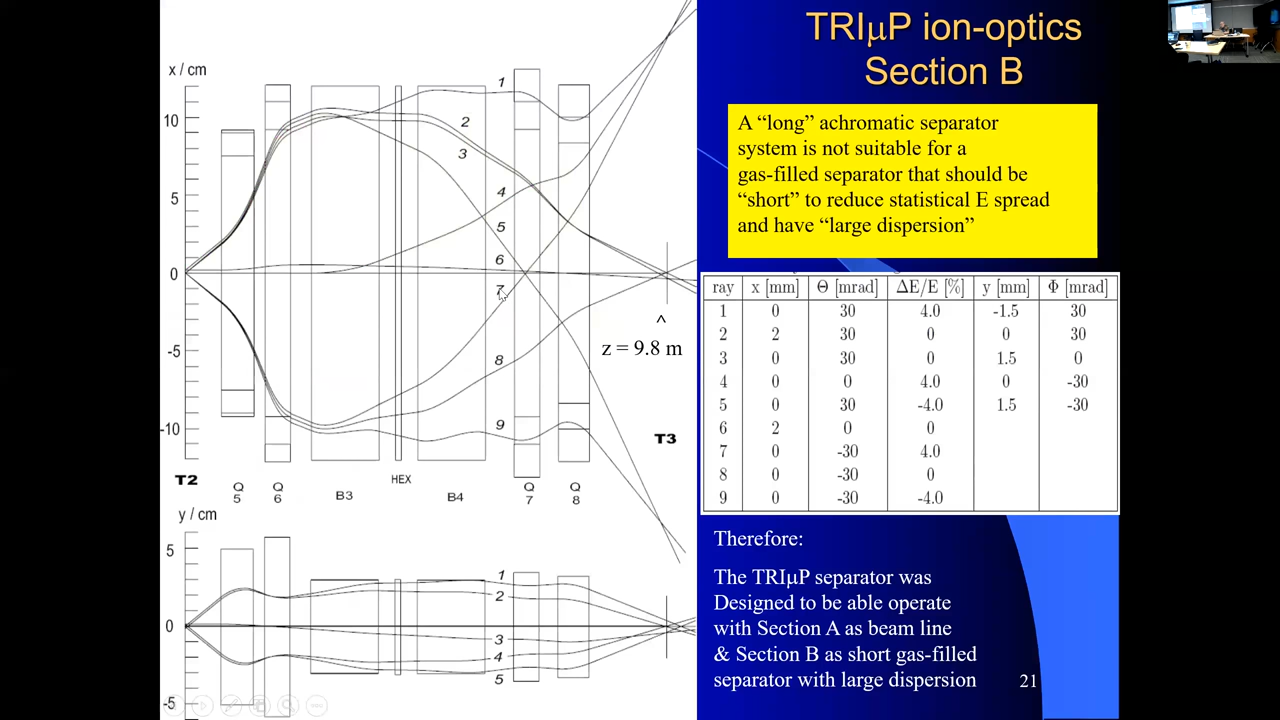 TRIμP ion-optics
Section B
A “long” achromatic separator
system is not suitable for a
gas-filled separator that should be
“short” to reduce statistical E spread
and have “large dispersion”
x / cm
10
5
0
-5
-10
1
2
3
4
5
6
7
8
9
^
z = 9.8 m
T2
T3
Q 5
Q 6
B3
HEX
B4
Q 7
Q 8
y / cm
5
0
-5
1
2
3
4
5
ray x [mm] Θ [mrad] ΔE/E [%] y [mm] Φ [mrad]
1 0 30 4.0 -1.5 30
2 2 30 0 0 30
3 0 30 0 1.5 0
4 0 0 4.0 0 -30
5 0 30 -4.0 1.5 -30
6 2 0 0
7 0 -30 4.0
8 0 -30 0
9 0 -30 -4.0
Therefore:
The TRIμP separator was
Designed to be able operate
with Section A as beam line
& Section B as short gas-filled
separator with large dispersion
21